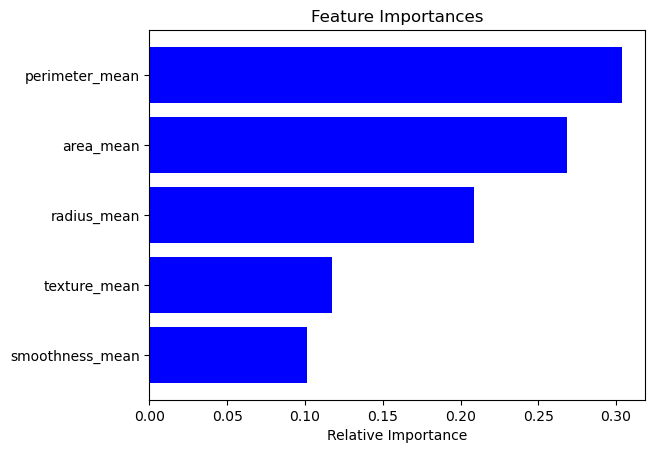 Feature Importances
perimeter_mean
area_mean
radius_mean
texture_mean
smoothness_mean
0.00 0.05 0.10 0.15 0.20 0.25 0.30
Relative Importance